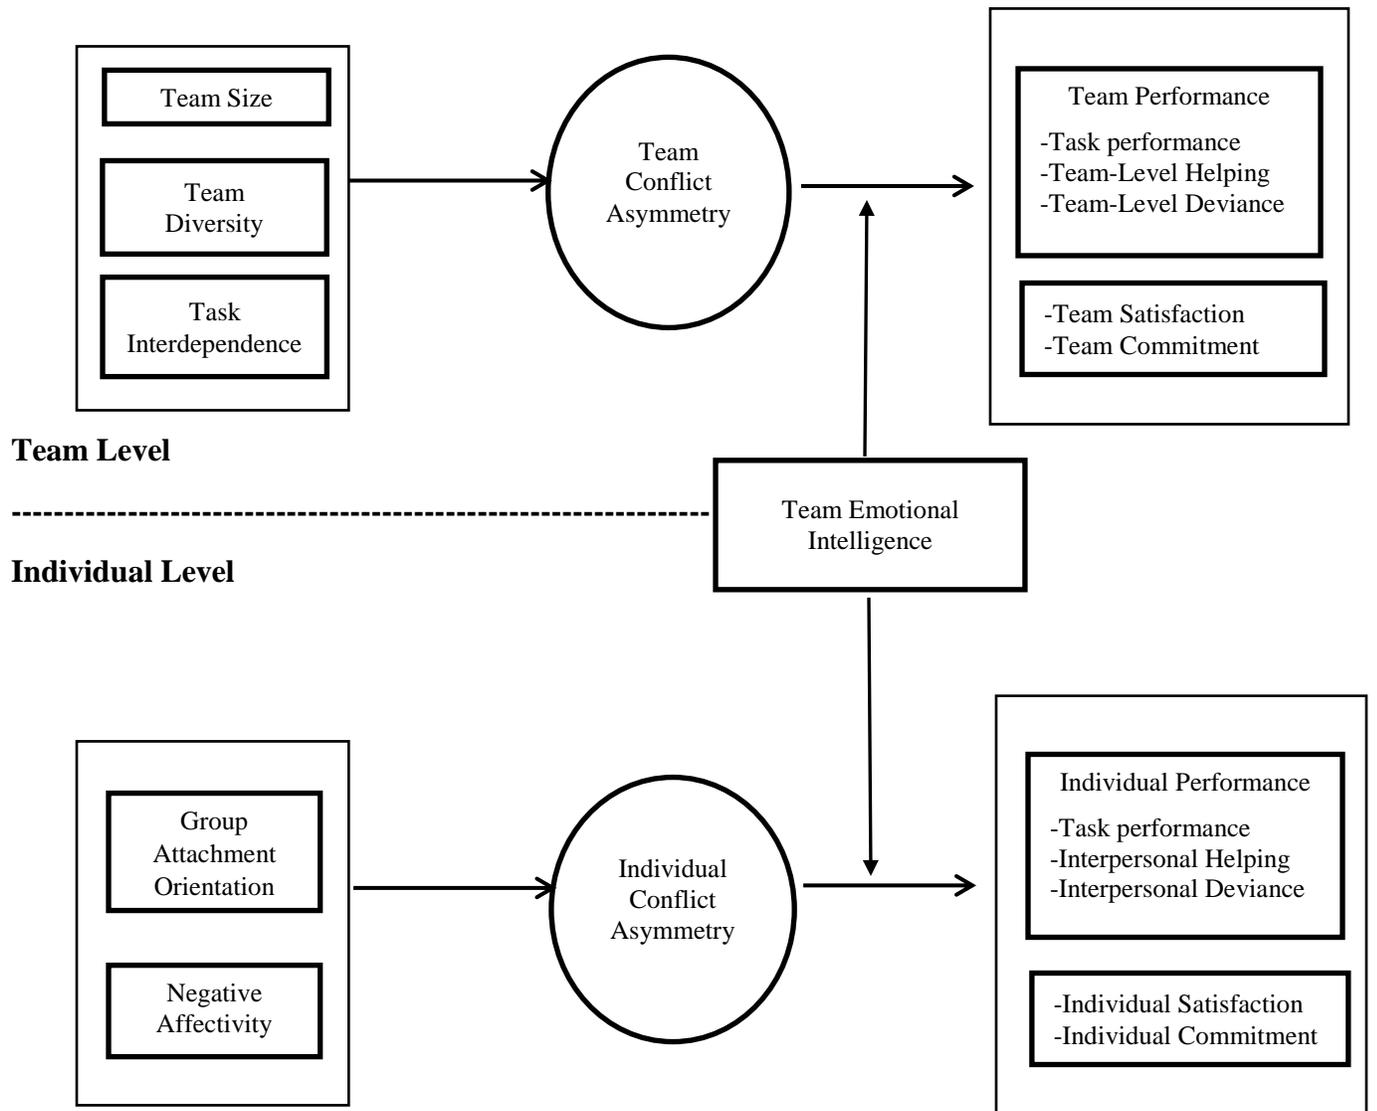 Team Size
Team
Diversity
Task
Interdependence
Team
Conflict
Asymmetry
Team Performance
-Task performance
-Team-Level Helping
-Team-Level Deviance
-Team Satisfaction
-Team Commitment
Team Level
Team Emotional
Intelligence
Individual Level
Group
Attachment
Orientation
Negative
Affectivity
Individual
Conflict
Asymmetry
Individual Performance
-Task performance
-Interpersonal Helping
-Interpersonal Deviance
-Individual Satisfaction
-Individual Commitment